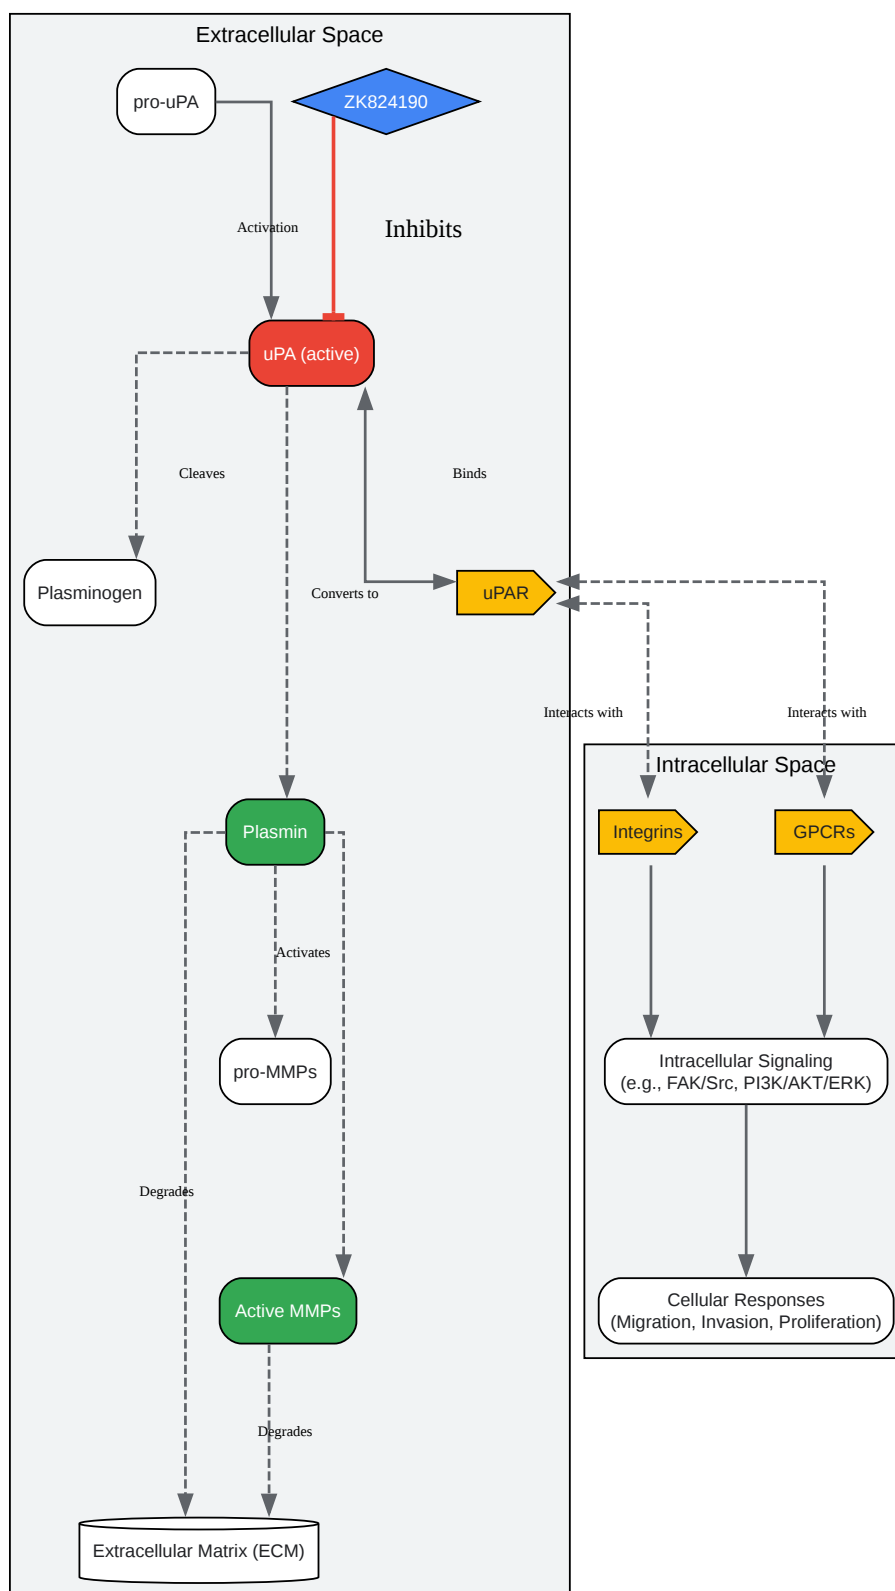 Extracellular Space
pro-uPA
ZK824190
Activation
Inhibits
uPA (active)
Cleaves
Binds
Plasminogen
Converts to
uPAR
Interacts with
Interacts with
Intracellular Space
Plasmin
Integrins
GPCRs
Activates
pro-MMPs
Intracellular Signaling
(e.g., FAK/Src, PI3K/AKT/ERK)
Degrades
Active MMPs
Cellular Responses
(Migration, Invasion, Proliferation)
Degrades
Extracellular Matrix (ECM)